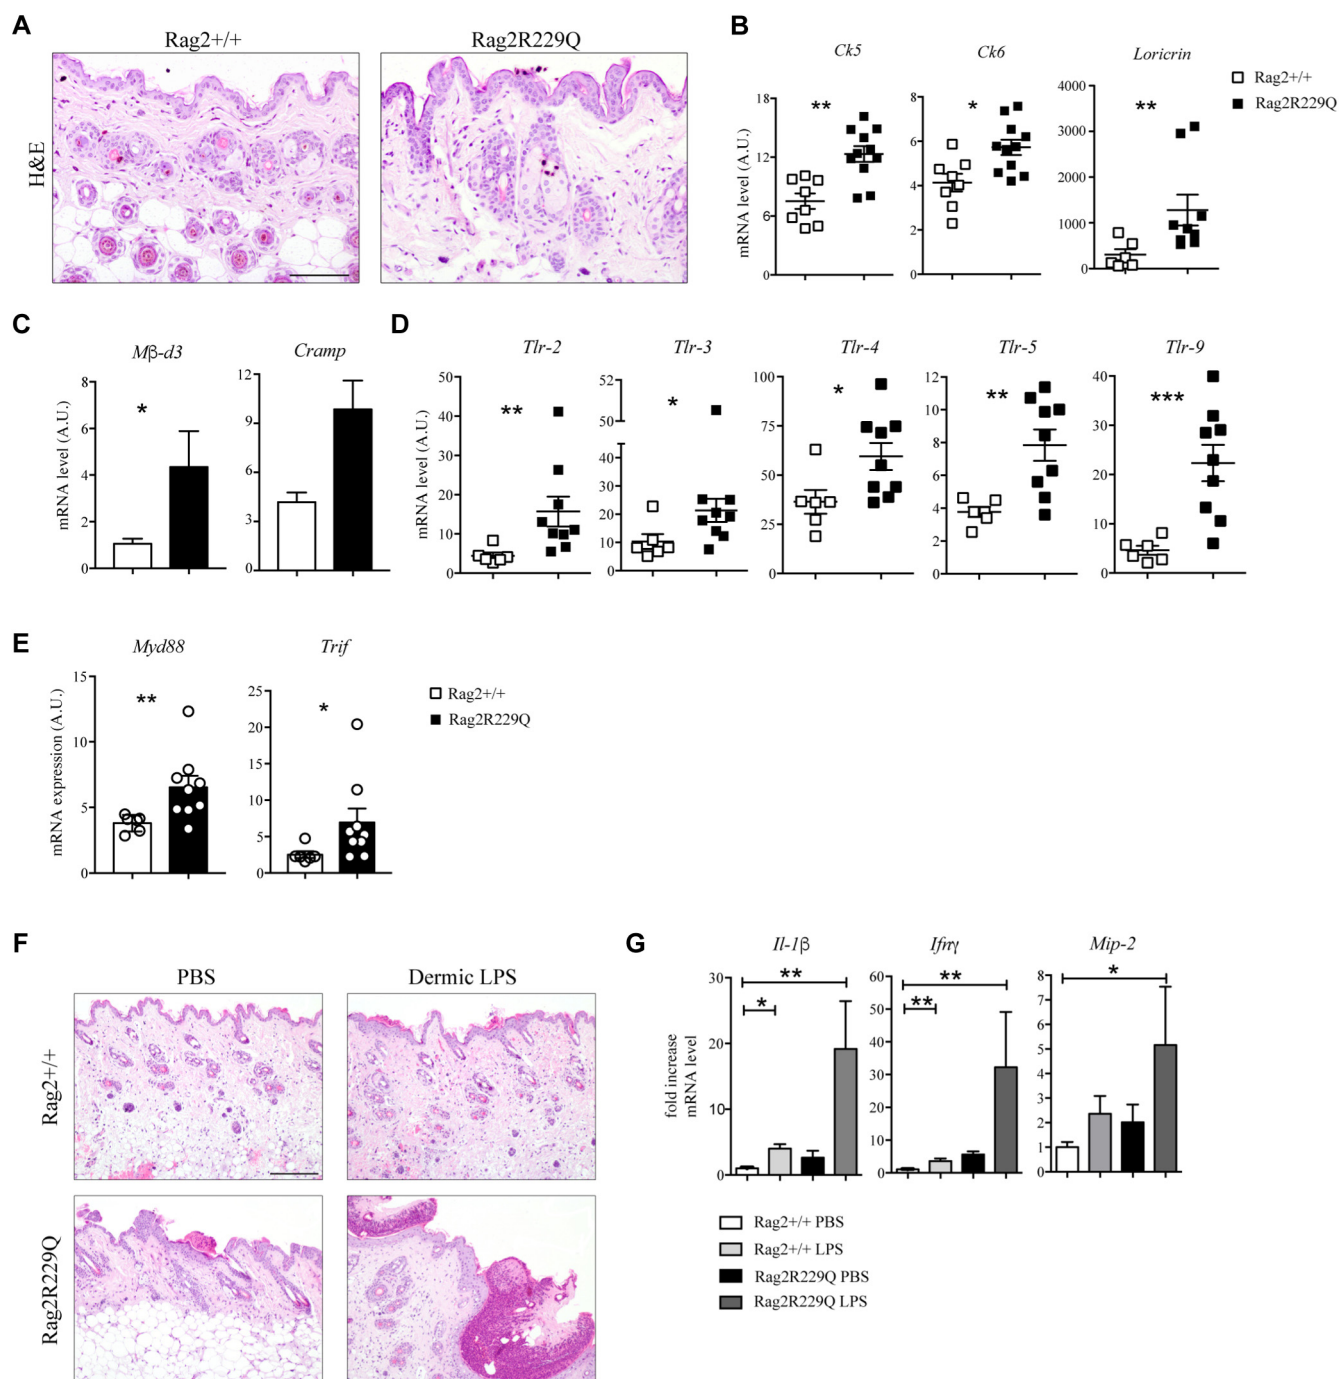 A
Rag2+/+
Rag2R229Q
H&E
B
Ck5
Ck6
Loricrin
Rag2+/+
Rag2R229Q
mRNA level (A.U.)
18
12
6
0
**
8
6
4
2
0
*
4000
3000
2000
1000
0
**
C
Mβ-d3
Cramp
mRNA level (A.U.)
8
6
4
2
0
*
12
9
6
3
0
D
Tlr-2
Tlr-3
Tlr-4
Tlr-5
Tlr-9
mRNA level (A.U.)
50
40
30
20
10
0
**
52
50
40
30
20
10
0
*
100
75
50
25
0
*
12
10
8
6
4
2
0
**
40
30
20
10
0
***
E
Myd88
Trif
mRNA expression (A.U.)
15
10
5
0
**
25
20
15
10
5
0
*
Rag2+/+
Rag2R229Q
F
PBS
Dermic LPS
Rag2+/+
Rag2R229Q
G
Il-1β
Ifnγ
Mip-2
fold increase
mRNA level
30
20
10
0
**
*
60
50
40
30
20
10
0
**
**
8
7
6
5
4
3
2
1
0
*
Rag2+/+ PBS
Rag2+/+ LPS
Rag2R229Q PBS
Rag2R229Q LPS